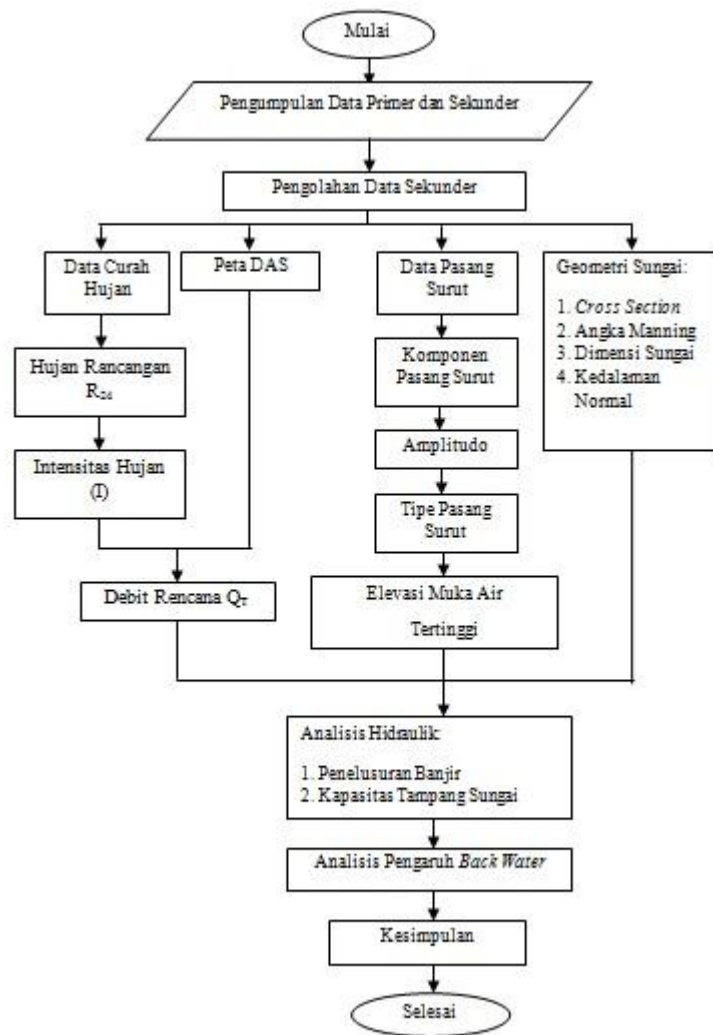 Mulai
Pengumpulan Data Primer dan Sekunder
Pengolahan Data Sekunder
Data Curah
Hujan
Peta DAS
Data Pasang
Surut
Geometri Sungai:
1. Cross Section
2. Angka Manning
3. Dimensi Sungai
4. Kedalaman
Normal
Hujan Rancangan
R₂₄
Komponen
Pasang Surut
Intensitas Hujan
(I)
Amplitudo
Tipe Pasang
Surut
Debit Rencana Qₜ
Elevasi Muka Air
Tertinggi
Analisis Hidraulik:
1. Penelusuran Banjir
2. Kapasitas Tampang Sungai
Analisis Pengaruh Back Water
Kesimpulan
Selesai